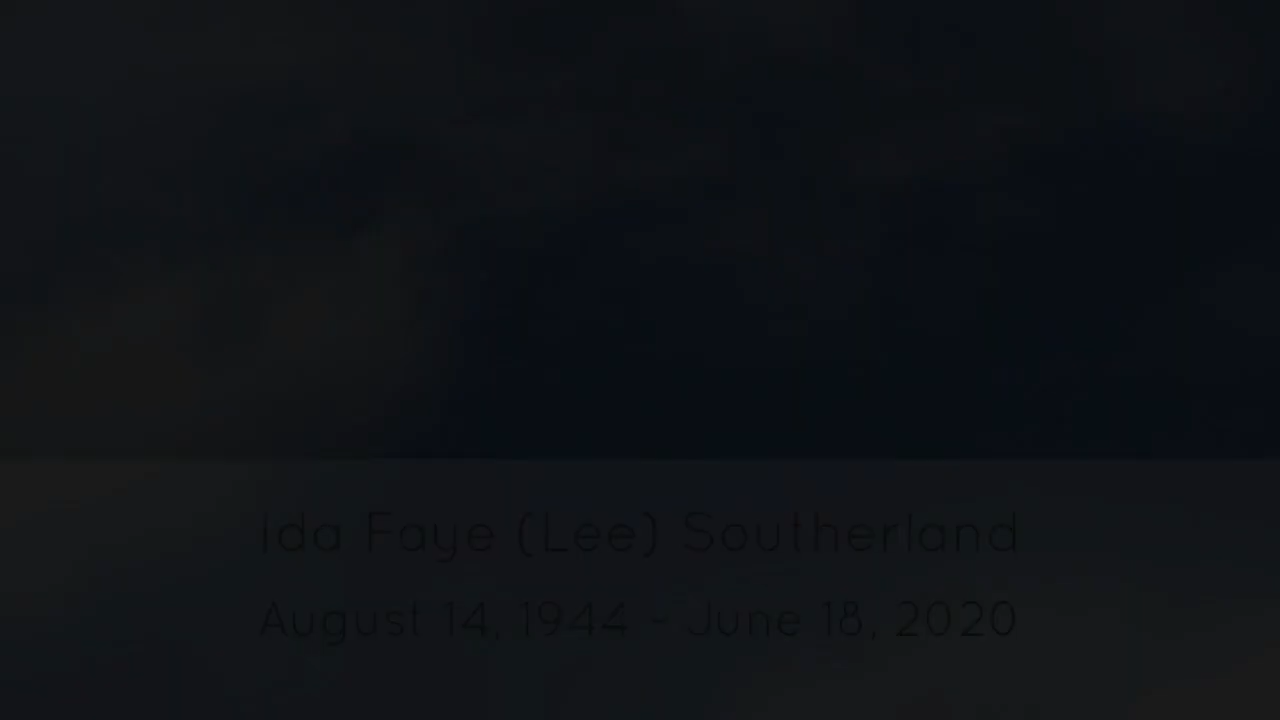 Ida Faye (Lee) Southerland
August 14, 1944 - June 18, 2020